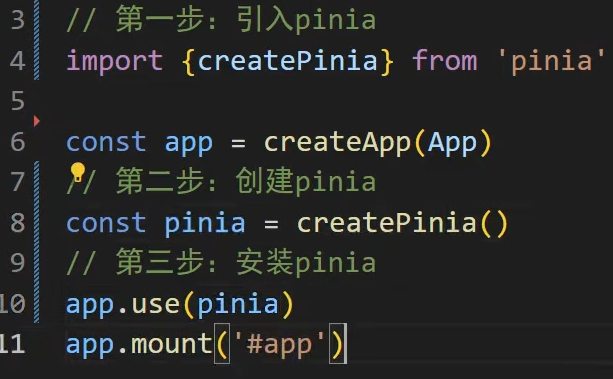 3 // 第一步：引入pinia
4 import {createPinia} from 'pinia'
5
6 const app = createApp(App)
7 // 第二步：创建pinia
8 const pinia = createPinia()
9 // 第三步：安装pinia
10 app.use(pinia)
11 app.mount('#app')